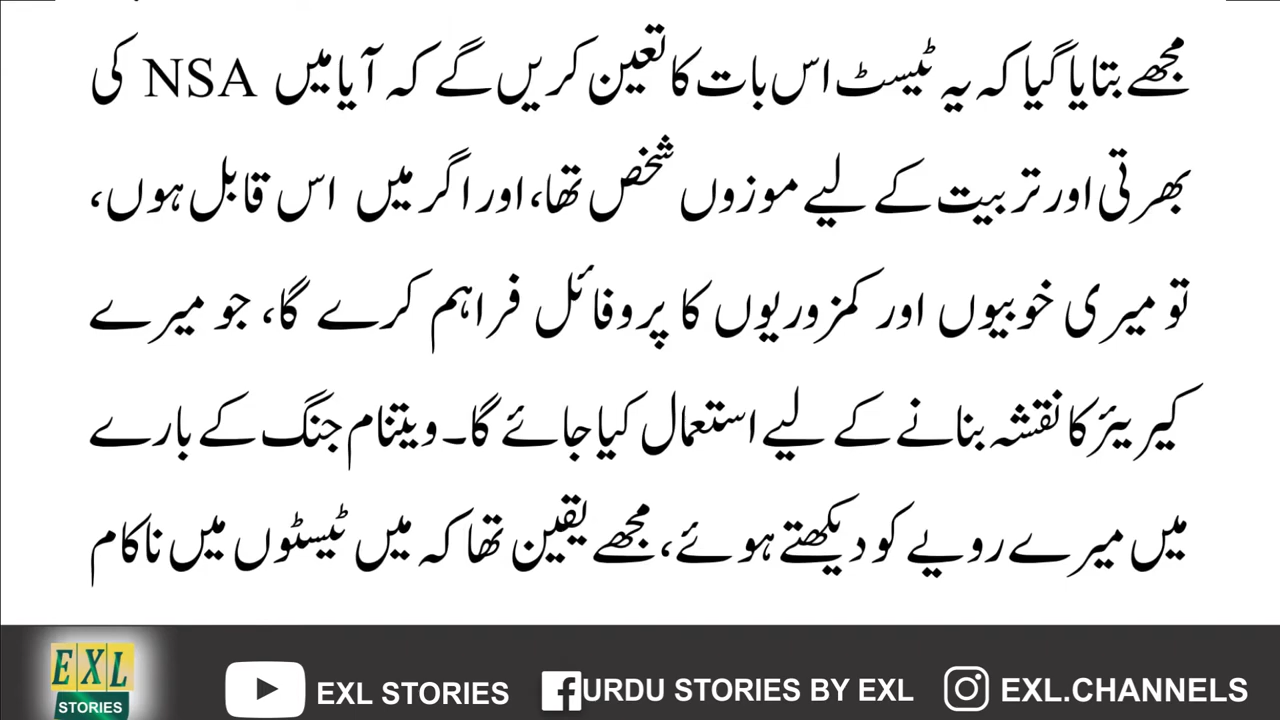 مجھے بتایا گیا کہ یہ ٹیسٹ اس بات کا تعین کریں گے کہ آیا میں NSA کی
بھرتی اور تربیت کے لیے موزوں شخص تھا، اور اگر میں اس قابل ہوں،
تو میری خوبیوں اور کمزوریوں کا پروفائل فراہم کرے گا، جو میرے
کیریئر کا نقشہ بنانے کے لیے استعمال کیا جائے گا۔ ویتنام جنگ کے بارے
میں میرے رویے کو دیکھتے ہوئے، مجھے یقین تھا کہ میں ٹیسٹوں میں ناکام
EXL
STORIES
EXL STORIES
URDU STORIES BY EXL
EXL.CHANNELS